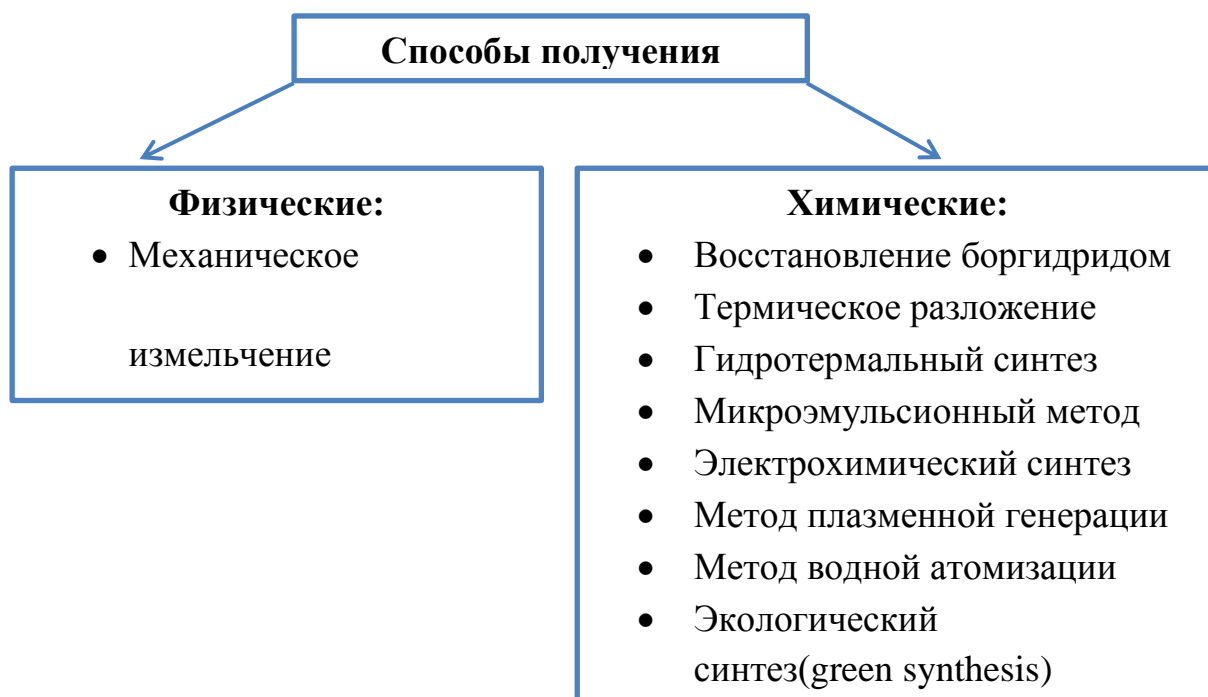 Способы получения
Физические:
• Механическое
измельчение
Химические:
• Восстановление боргидридом
• Термическое разложение
• Гидротермальный синтез
• Микроэмульсионный метод
• Электрохимический синтез
• Метод плазменной генерации
• Метод водной атомизации
• Экологический
синтез(green synthesis)